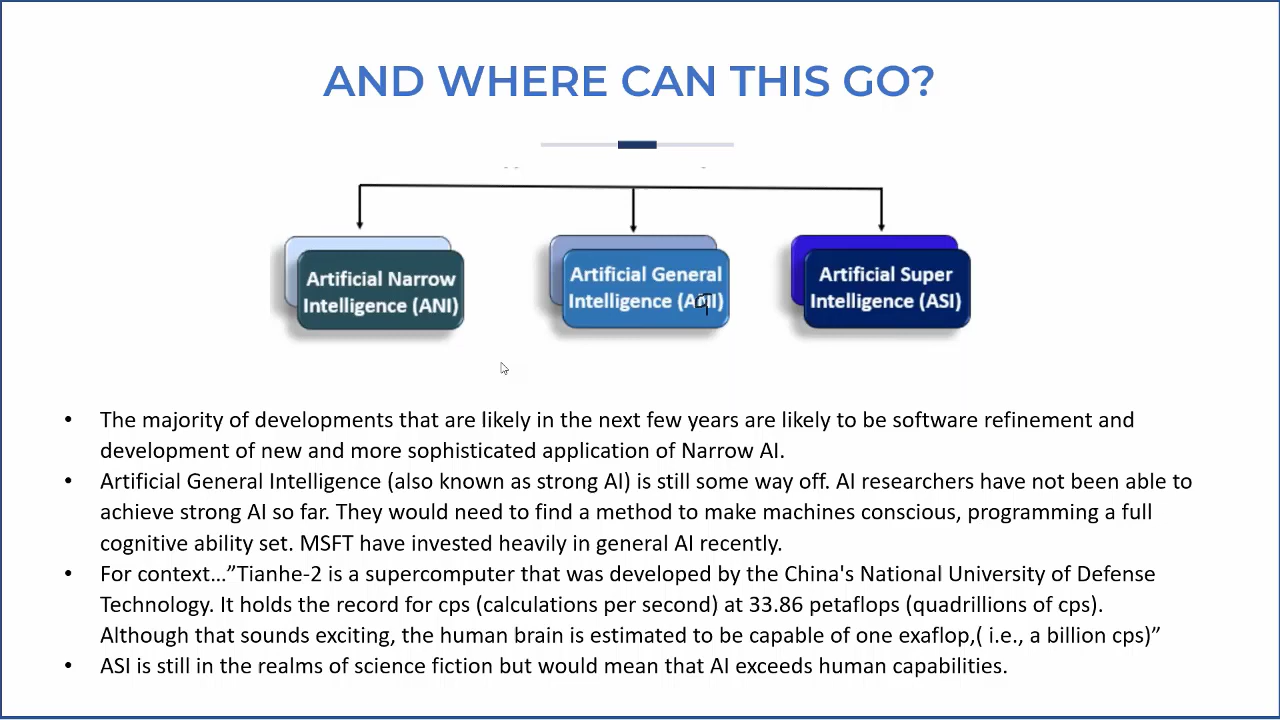 AND WHERE CAN THIS GO?
Artificial Narrow
Intelligence (ANI)
Artificial General
Intelligence (AGI)
Artificial Super
Intelligence (ASI)
• The majority of developments that are likely in the next few years are likely to be software refinement and
development of new and more sophisticated application of Narrow AI.
• Artificial General Intelligence (also known as strong AI) is still some way off. AI researchers have not been able to
achieve strong AI so far. They would need to find a method to make machines conscious, programming a full
cognitive ability set. MSFT have invested heavily in general AI recently.
• For context…”Tianhe-2 is a supercomputer that was developed by the China's National University of Defense
Technology. It holds the record for cps (calculations per second) at 33.86 petaflops (quadrillions of cps).
Although that sounds exciting, the human brain is estimated to be capable of one exaflop,( i.e., a billion cps)”
• ASI is still in the realms of science fiction but would mean that AI exceeds human capabilities.